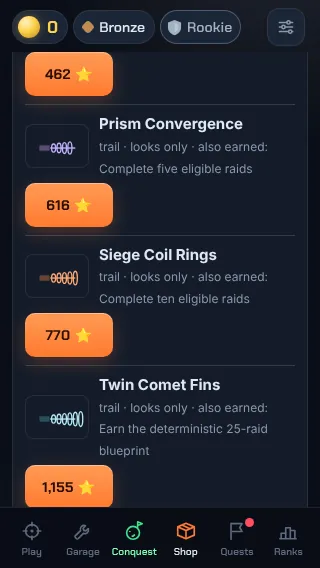 0
Bronze
Rookie
462 ⭐
Prism Convergence
trail · looks only · also earned:
Complete five eligible raids
616 ⭐
Siege Coil Rings
trail · looks only · also earned:
Complete ten eligible raids
770 ⭐
Twin Comet Fins
trail · looks only · also earned:
Earn the deterministic 25-raid
blueprint
1,155 ⭐
Play
Garage
Conquest
Shop
Quests
Ranks